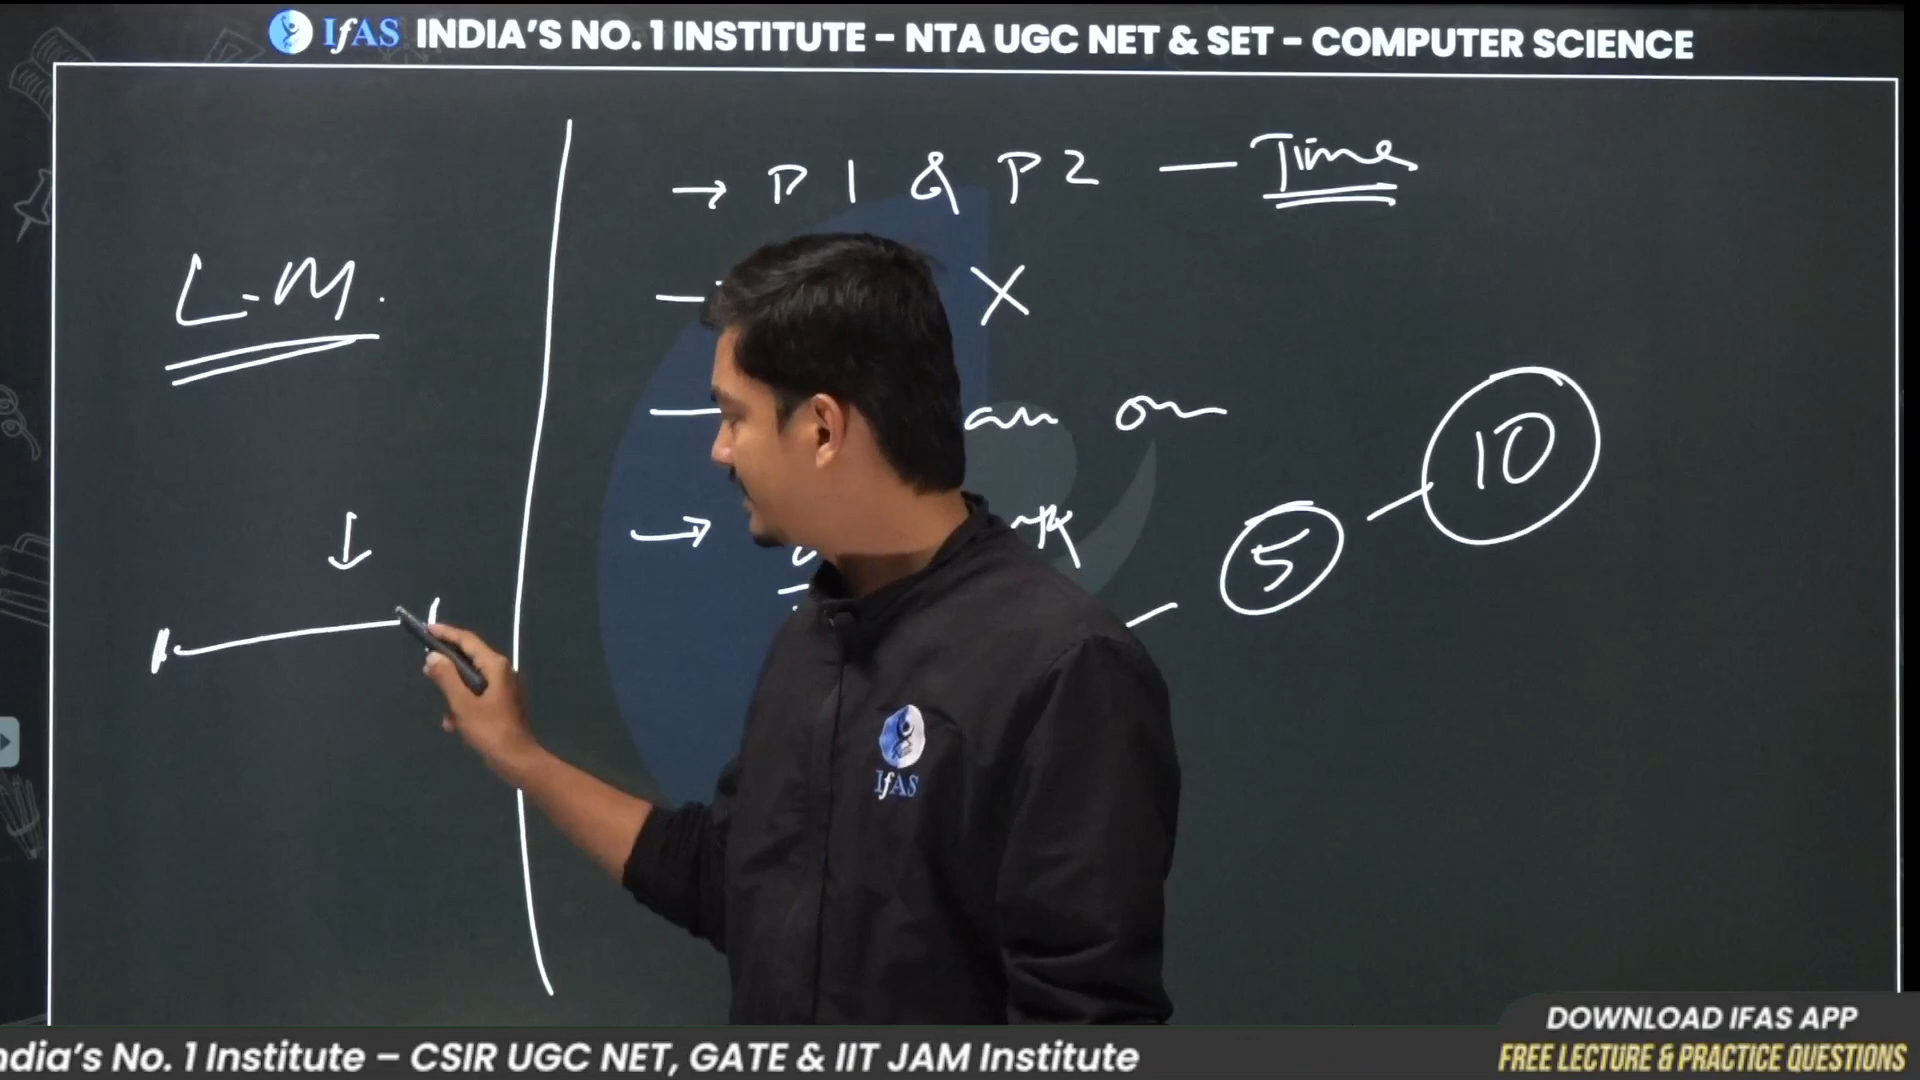 IfAS INDIA'S NO. 1 INSTITUTE – NTA UGC NET & SET – COMPUTER SCIENCE
L-M.
→ P1 & P2 — Time
X
on
5 — 10
IfAS
ndia's No. 1 Institute – CSIR UGC NET, GATE & IIT JAM Institute
DOWNLOAD IFAS APP
FREE LECTURE & PRACTICE QUESTIONS